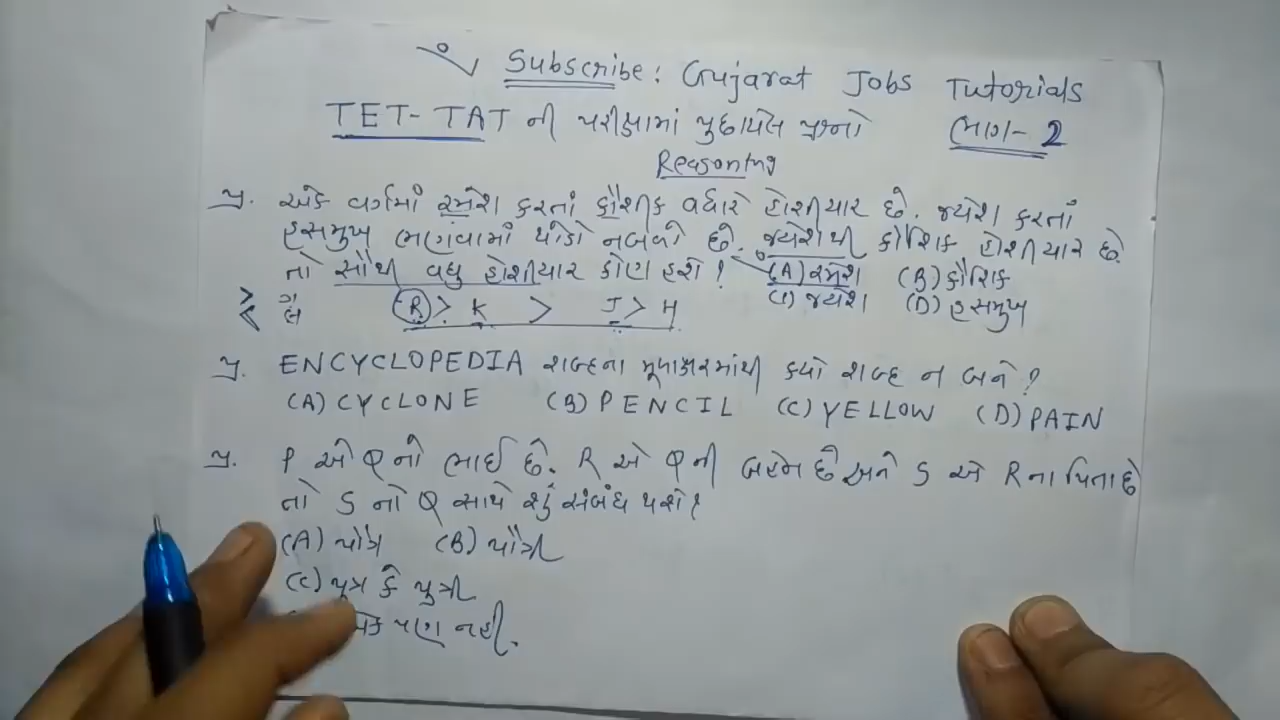 Subscribe: Gujarat Jobs Tutorials
TET-TAT ની પરીક્ષામાં પુછાયેલ પ્રશ્નો ભાગ-2
Reasoning
પ્ર. એક વર્ગમાં રમેશ કરતાં કૌશીક વધારે હોશીયાર છે. જયેશ કરતાં
હસમુખ ભણવામાં થોડો નબળો છે. જયેશથી કૌશિક હોશીયાર છે.
તો સૌથી વધુ હોશીયાર કોણ હશે? (A) રમેશ (B) કૌશિક
(C) જયેશ (D) હસમુખ
R > K > J > H
પ્ર. ENCYCLOPEDIA શબ્દના મૂળાક્ષરમાંથી કયો શબ્દ ન બને?
(A) CYCLONE (B) PENCIL (C) YELLOW (D) PAIN
પ્ર. P એ Q નો ભાઈ છે. R એ Q ની બહેન છે અને S એ R ના પિતા છે
તો S નો Q સાથે શું સંબંધ થશે?
(A) પૌત્ર (B) પૌત્રી
(C) પુત્ર કે પુત્રી
પણ નહી.